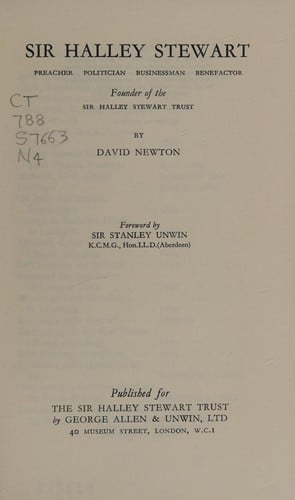 SIR HALLEY STEWART
PREACHER POLITICIAN BUSINESSMAN BENEFACTOR
Founder of the
SIR HALLEY STEWART TRUST
CT
788
S7663
N4
BY
DAVID NEWTON
Foreword by
SIR STANLEY UNWIN
K.C.M.G., Hon.LL.D.(Aberdeen)
Published for
THE SIR HALLEY STEWART TRUST
by GEORGE ALLEN & UNWIN, LTD
40 MUSEUM STREET, LONDON, W.C.1